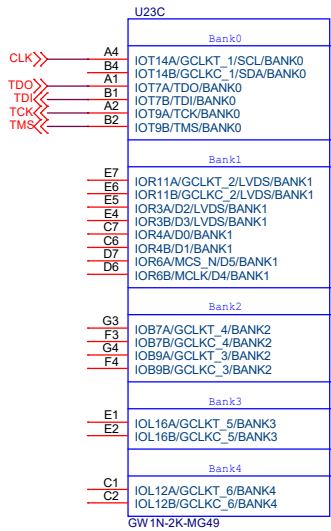 U23C
Bank0
CLK A4 IOT14A/GCLKT_1/SCL/BANK0
B4 IOT14B/GCLKC_1/SDA/BANK0
TDO A1 IOT7A/TDO/BANK0
TDI B1 IOT7B/TDI/BANK0
TCK A2 IOT9A/TCK/BANK0
TMS B2 IOT9B/TMS/BANK0
Bank1
E7 IOR11A/GCLKT_2/LVDS/BANK1
E6 IOR11B/GCLKC_2/LVDS/BANK1
E5 IOR3A/D2/LVDS/BANK1
E4 IOR3B/D3/LVDS/BANK1
C7 IOR4A/D0/BANK1
C6 IOR4B/D1/BANK1
D7 IOR6A/MCS_N/D5/BANK1
D6 IOR6B/MCLK/D4/BANK1
Bank2
G3 IOB7A/GCLKT_4/BANK2
F3 IOB7B/GCLKC_4/BANK2
G4 IOB9A/GCLKT_3/BANK2
F4 IOB9B/GCLKC_3/BANK2
Bank3
E1 IOL16A/GCLKT_5/BANK3
E2 IOL16B/GCLKC_5/BANK3
Bank4
C1 IOL12A/GCLKT_6/BANK4
C2 IOL12B/GCLKC_6/BANK4
GW1N-2K-MG49